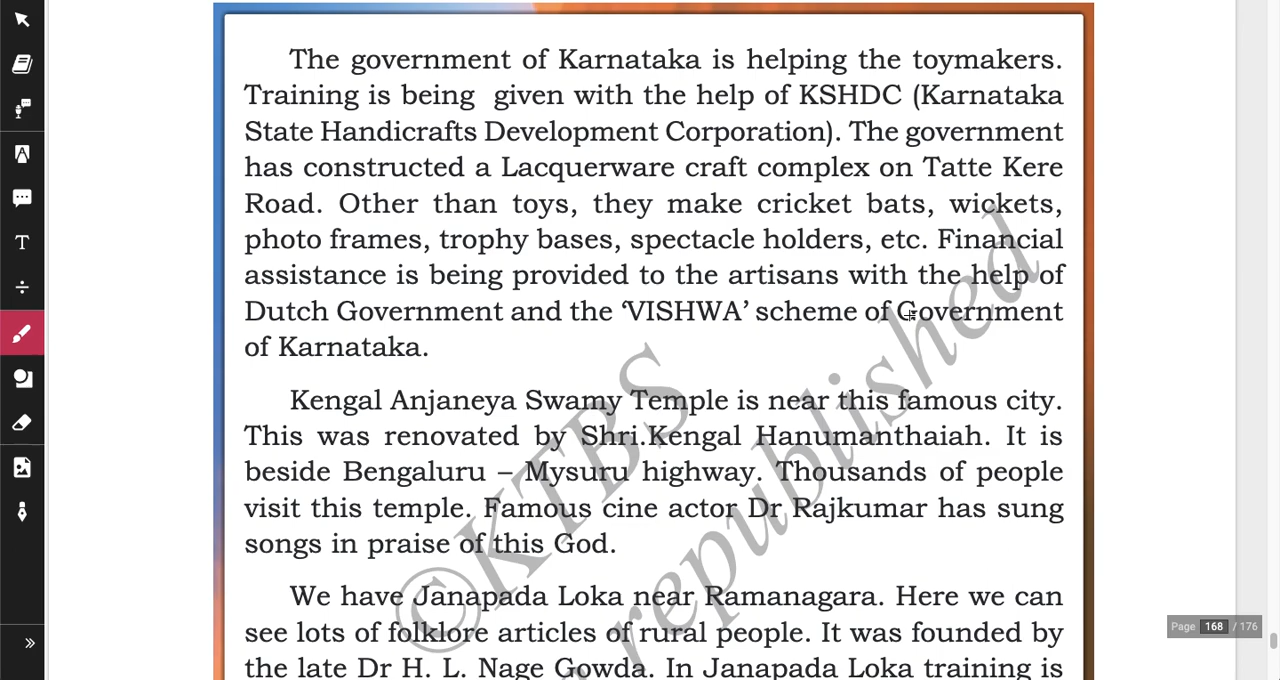 The government of Karnataka is helping the toymakers.
Training is being given with the help of KSHDC (Karnataka
State Handicrafts Development Corporation). The government
has constructed a Lacquerware craft complex on Tatte Kere
Road. Other than toys, they make cricket bats, wickets,
photo frames, trophy bases, spectacle holders, etc. Financial
assistance is being provided to the artisans with the help of
Dutch Government and the ‘VISHWA’ scheme of Government
of Karnataka.
Kengal Anjaneya Swamy Temple is near this famous city.
This was renovated by Shri.Kengal Hanumanthaiah. It is
beside Bengaluru – Mysuru highway. Thousands of people
visit this temple. Famous cine actor Dr Rajkumar has sung
songs in praise of this God.
We have Janapada Loka near Ramanagara. Here we can
see lots of folklore articles of rural people. It was founded by
the late Dr H. L. Nage Gowda. In Janapada Loka training is
©KTBS
republished
Page 168 / 176